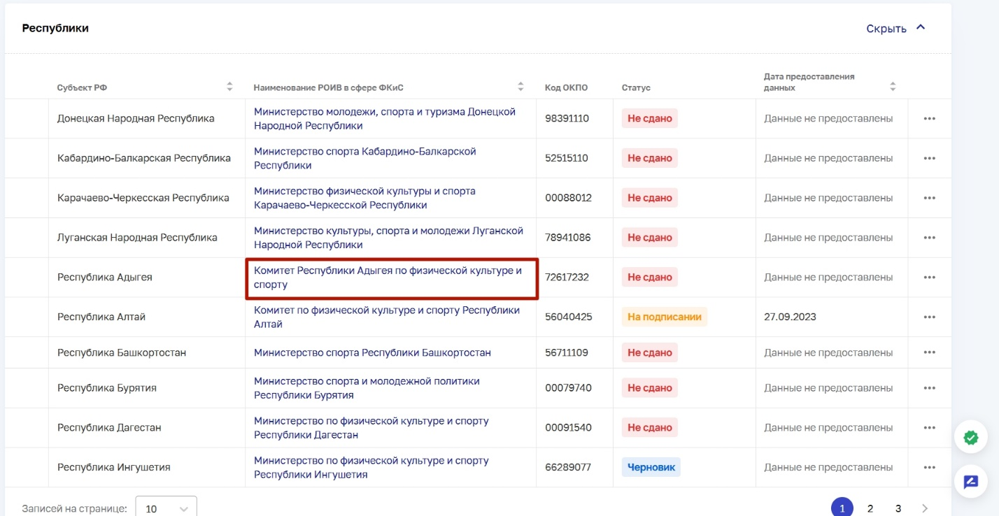 Республики
Скрыть
Субъект РФ
Наименование РОИВ в сфере ФКиС
Код ОКПО
Статус
Дата предоставления
данных
Донецкая Народная Республика
Министерство молодежи, спорта и туризма Донецкой
Народной Республики
98391110
Не сдано
Данные не предоставлены
Кабардино-Балкарская Республика
Министерство спорта Кабардино-Балкарской
Республики
52515110
Не сдано
Данные не предоставлены
Карачаево-Черкесская Республика
Министерство физической культуры и спорта
Карачаево-Черкесской Республики
00088012
Не сдано
Данные не предоставлены
Луганская Народная Республика
Министерство культуры, спорта и молодежи Луганской
Народной Республики
78941086
Не сдано
Данные не предоставлены
Республика Адыгея
Комитет Республики Адыгея по физической культуре и
спорту
72617232
Не сдано
Данные не предоставлены
Республика Алтай
Комитет по физической культуре и спорту Республики
Алтай
56040425
На подписании
27.09.2023
Республика Башкортостан
Министерство спорта Республики Башкортостан
56711109
Не сдано
Данные не предоставлены
Республика Бурятия
Министерство спорта и молодежной политики
Республики Бурятия
00079740
Не сдано
Данные не предоставлены
Республика Дагестан
Министерство по физической культуре и спорту
Республики Дагестан
00091540
Не сдано
Данные не предоставлены
Республика Ингушетия
Министерство по физической культуре и спорту
Республики Ингушетия
66289077
Черновик
Данные не предоставлены
Записей на странице:
10
1 2 3